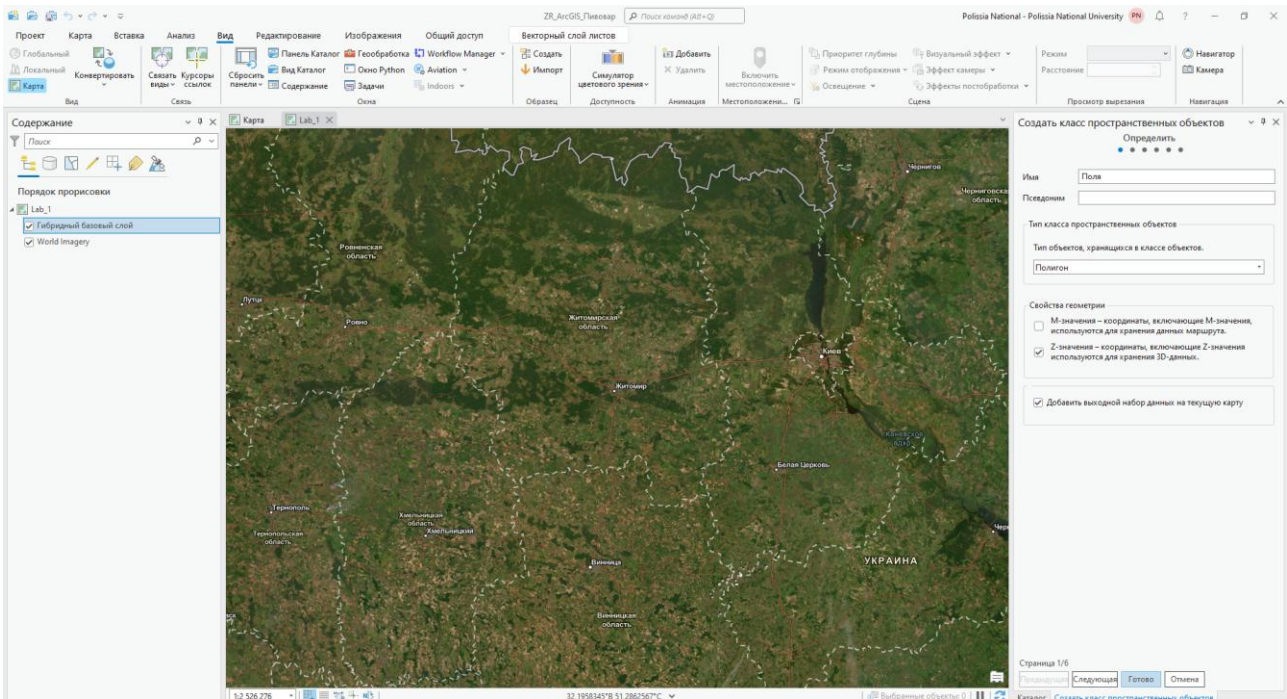 ZR_ArcGIS_Пивовар
Поиск команд (Alt+Q)
Polissia National - Polissia National University PN ?
Проект Карта Вставка Анализ Вид Редактирование Изображения Общий доступ Векторный слой листов
Глобальный
Локальный
Карта
Конвертировать
Вид
Связать виды
Курсоры ссылок
Связь
Сбросить панели
Панель Каталог
Вид Каталог
Содержание
Геообработка
Окно Python
Задачи
Workflow Manager
Aviation
Indoors
Окна
Создать
Импорт
Образец
Симулятор цветового зрения
Доступность
Добавить
Удалить
Анимация
Включить местоположение
Местоположени...
Приоритет глубины
Режим отображения
Освещение
Визуальный эффект
Эффект камеры
Эффекты постобработки
Сцена
Режим
Расстояние
Просмотр вырезания
Навигатор
Камера
Навигация
Содержание
Поиск
Порядок прорисовки
Lab_1
Гибридный базовый слой
World Imagery
Карта Lab_1
Чернигов
Черниговска
область
Ровненская
область
Луцк
Ровно
Житомирская
область
Киев
Житомир
Каневское
вдхр.
Белая Церковь
Тернополь
Тернопольская
область
Хмельницкая
область
Хмельницкий
Черк
Винница
УКРАИНА
Винницкая
область
1:2 526 276
32,1958345°В 51,2862567°С
Выбранные объекты: 0
Создать класс пространственных объектов
Определить
Имя Поля
Псевдоним
Тип класса пространственных объектов
Тип объектов, хранящихся в классе объектов.
Полигон
Свойства геометрии
М-значения – координаты, включающие М-значения,
используются для хранения данных маршрута.
Z-значения – координаты, включающие Z-значения
используются для хранения 3D-данных.
Добавить выходной набор данных на текущую карту
Страница 1/6
Предыдущая Следующая Готово Отмена
Каталог Создать класс пространственных объектов